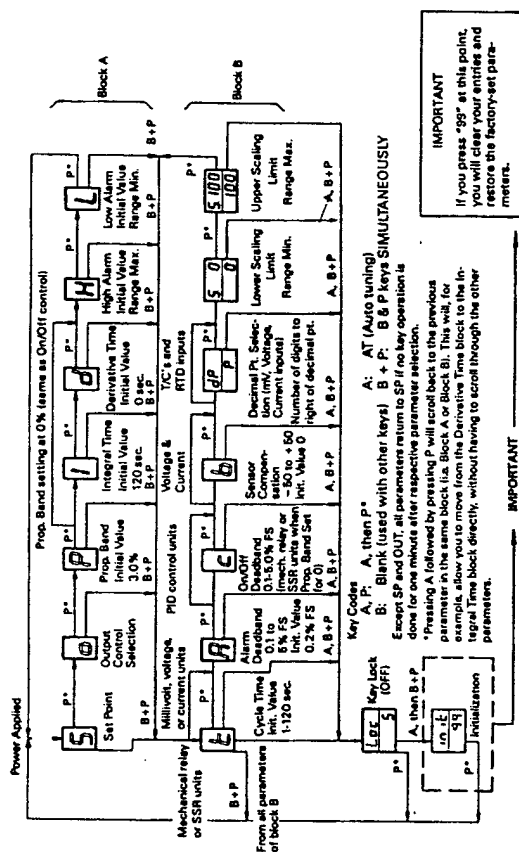 Power Applied
Prop. Band setting at 0% (same as On/Off control)
Block A
P*
P*
P*
P*
P*
P*
S
o
P
I
d
H
L
Set Point
Output
Control
Selection
Prop. Band
Initial Value
3.0%
Integral Time
Initial Value
120 sec.
Derivative Time
Initial Value
0 sec.
High Alarm
Initial Value
Range Max.
Low Alarm
Initial Value
Range Min.
B + P
B + P
B + P
B + P
B + P
B + P
B + P
Mechanical relay
or SSR units
Millivolt, voltage,
or current units
PID control units
Voltage &
Current
T/C's and
RTD inputs
Block B
P*
P*
P*
P*
P*
P*
t
A
c
b
dP
P
S 0
0
S 100
100
Cycle Time
Init. Value
1-120 sec.
Alarm
Deadband
0.1 to
5% FS
Init. Value
0.2% FS
On/Off
Deadband
0.1-5.0% FS
(mech. relay or
SSR units when
Prop. Band Set
for 0)
Sensor
Compen-
sation
-50 to +50
Init. Value 0
Decimal Pt. Selec-
tion (mV, Voltage,
Current inputs)
Number of digits to
right of decimal pt.
Lower Scaling
Limit
Range Min.
Upper Scaling
Limit
Range Max.
B + P
A, B + P
A, B + P
A, B + P
A, B + P
A, B + P
A, B + P
From all parameters
of block B
Loc
5
Key Lock
(OFF)
P*
A, then B + P
in it
99
Initialization
P*
Key Codes
A, P: A, then P*
A: AT (Auto tuning)
B: Blank (used with other keys)
B + P: B & P keys SIMULTANEOUSLY
Except SP and OUT, all parameters return to SP if no key operation is
done for one minute after respective parameter selection.
*Pressing A followed by pressing P will scroll back to the previous
parameter in the same block (i.e. Block A or Block B). This will, for
example, allow you to move from the Derivative Time block to the In-
tegral Time block directly, without having to scroll through the other
parameters.
IMPORTANT
IMPORTANT
If you press "99" at this point,
you will clear your entries and
restore the factory-set para-
meters.